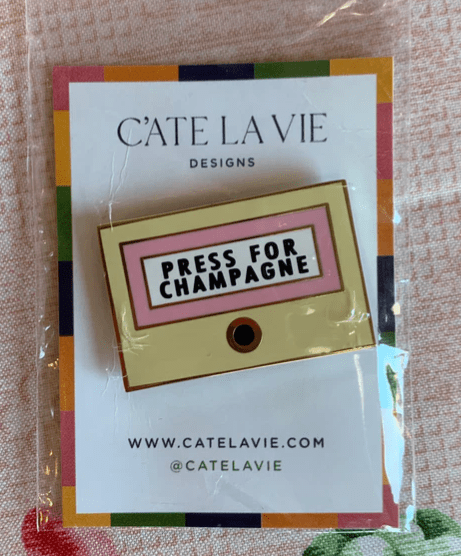 C'ATE LA VIE
DESIGNS
PRESS FOR
CHAMPAGNE
WWW.CATELAVIE.COM
@CATELAVIE